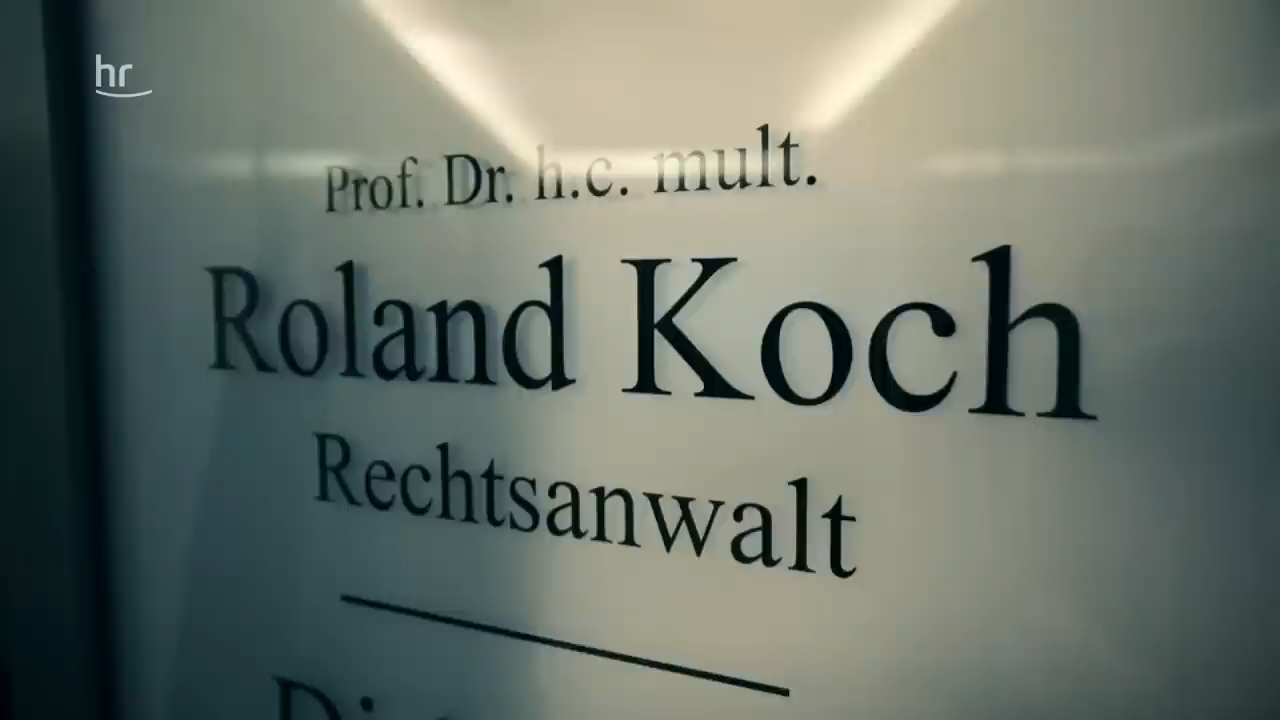 hr
Prof. Dr. h.c. mult.
Roland Koch
Rechtsanwalt